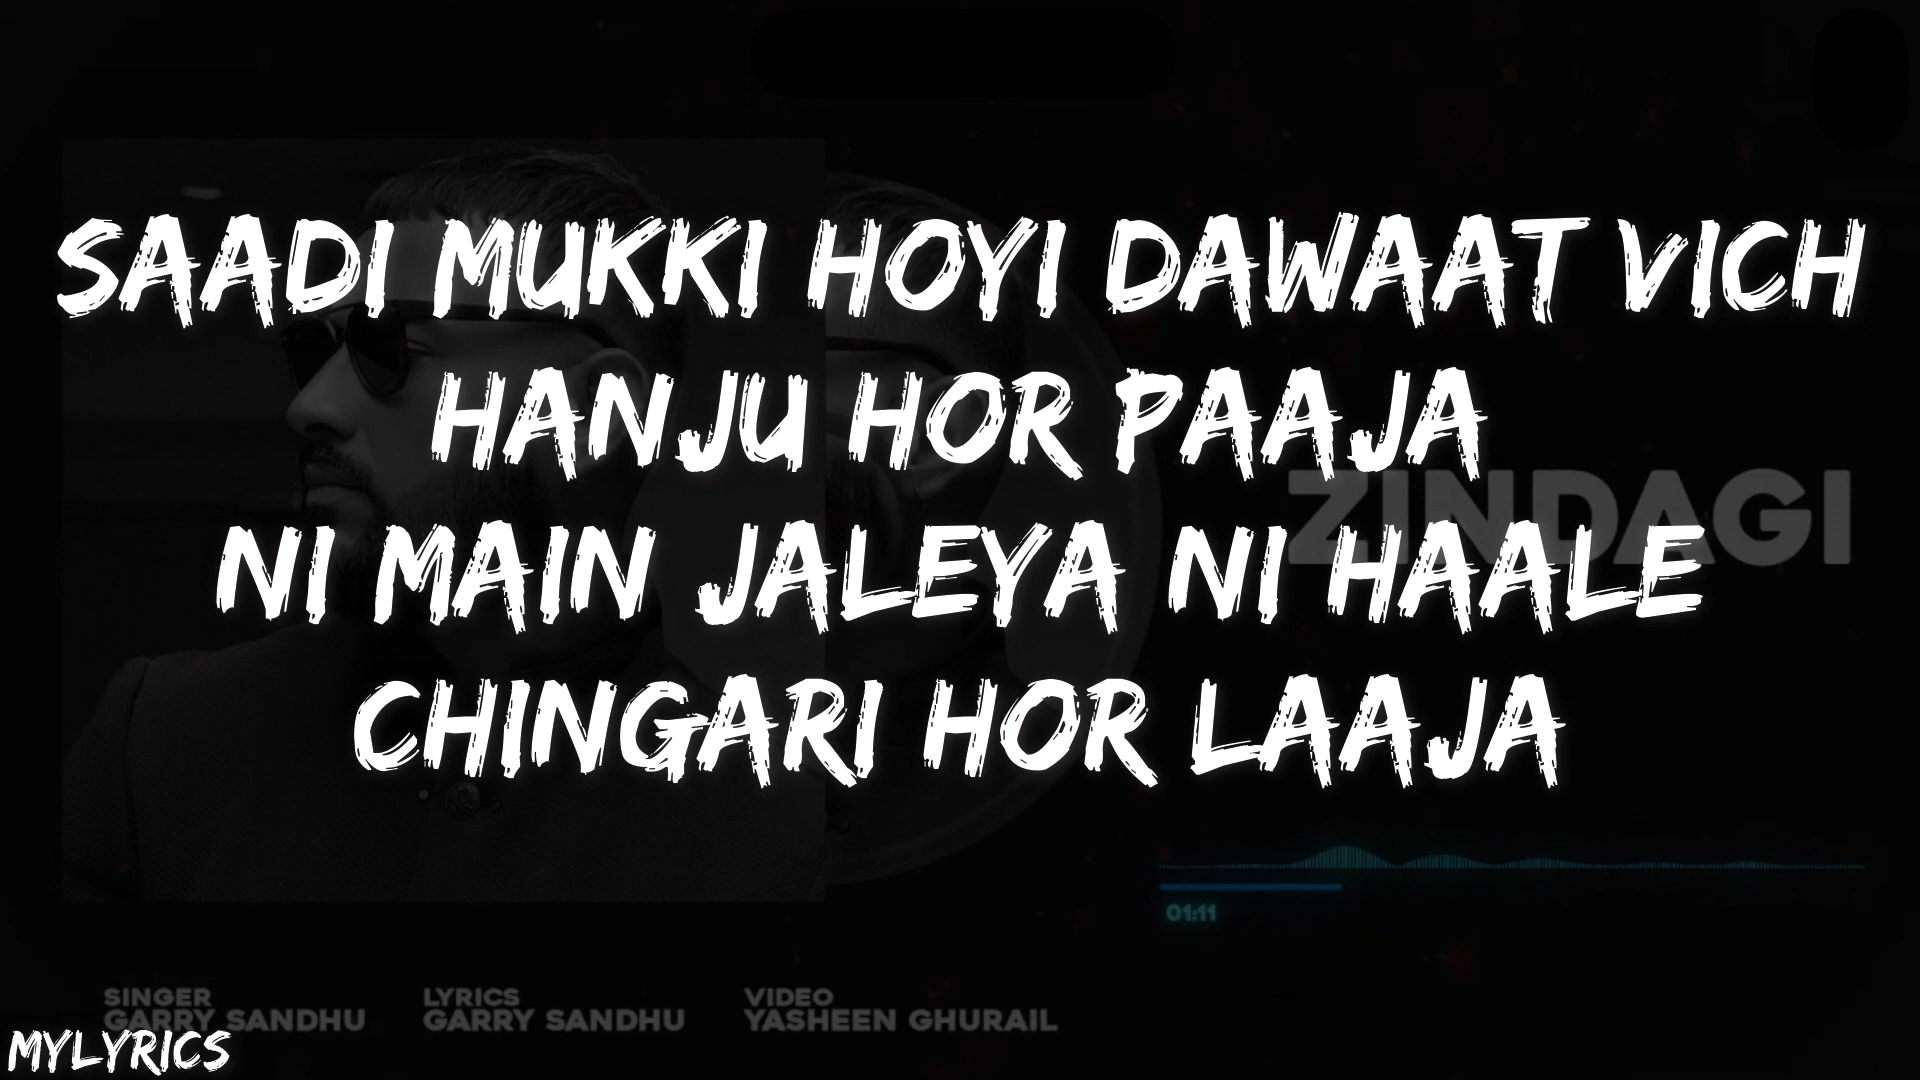 SAADI MUKKI HOYI DAWAAT VICH
HANJU HOR PAAJA
NI MAIN JALEYA NI HAALE
CHINGARI HOR LAAJA
ZINDAGI
01:11
SINGER
GARRY SANDHU
LYRICS
GARRY SANDHU
VIDEO
YASHEEN GHURAIL
MYLYRICS